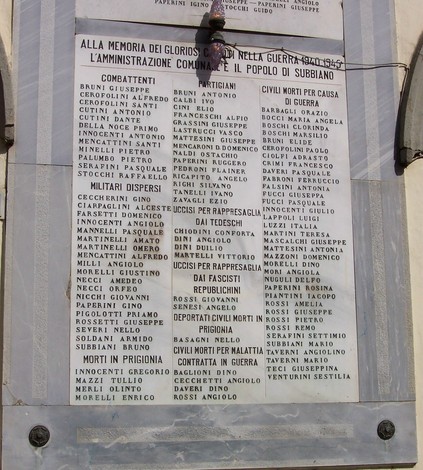 PAPERINI IGINO
STOCCHI GUIDO
ALLA MEMORIA DEI GLORIOSI NELLA GUERRA 1940-1945
L'AMMINISTRAZIONE COMUNALE E IL POPOLO DI SUBBIANO
COMBATTENTI
BRUNI GIUSEPPE
CEROFOLINI ALFREDO
CEROFOLINI SANTI
CUTINI ANTONIO
CUTINI DANTE
DELLA NOCE PRIMO
INNOCENTI ANTONIO
MENCATTINI SANTI
MINELLI PIETRO
PALUMBO PIETRO
SERAFINI PASQUALE
STOCCHI RAFFAELLO
MILITARI DISPERSI
CECCHERINI GINO
CIARPAGLINI ALCESTE
FARSETTI DOMENICO
INNOCENTI ANGIOLO
MANNELLI PASQUALE
MARTINELLI AMATO
MARTINELLI OMERO
MENCATTINI ALFREDO
MILLI ANGIOLO
MORELLI GIUSTINO
NECCI AMEDEO
NECCI ORFEO
NICCHI GIOVANNI
PAPERINI GINO
PIGOLOTTI PRIAMO
ROSSETTI GIUSEPPE
SEVERI NELLO
SOLDANI ARMIDO
SUBBIANI BRUNO
MORTI IN PRIGIONIA
INNOCENTI GREGORIO
MAZZI TULLIO
MERLI OLINTO
MORELLI ENRICO
PARTIGIANI
BRUNI ANTONIO
CALBI IVO
CINI ELIO
FRANCESCHI ALFIO
GRASSINI GIUSEPPE
LASTRUCCI VASCO
MATTESINI GIUSEPPE
MENCARONI DOMENICO
NALDI OSTACHIO
PAPERINI RUGGERO
PEDRONI FLAINER
RICAPITO ANGELO
RIGHI SILVANO
TANELLI IVANO
ZAVAGLI EZIO
UCCISI PER RAPPRESAGLIA
DAI TEDESCHI
CHIODINI CONFORTA
DINI ANGIOLO
DINI DUILIO
MARTELLI VITTORIO
UCCISI PER RAPPRESAGLIA
DAI FASCISTI
REPUBLICHINI
ROSSI GIOVANNI
SENESI ANGELO
DEPORTATI CIVILI MORTI IN
PRIGIONIA
BASAGNI NELLO
CIVILI MORTI PER MALATTIA
CONTRATTA IN GUERRA
BAGLIONI DINO
CECCHETTI ANGIOLO
DAVERI DINO
ROSSI ANGIOLO
CIVILI MORTI PER CAUSA
DI GUERRA
BARBAGLI ORAZIO
BOCCI MARIA ANGELA
BOSCHI CLORINDA
BOSCHI MARSILIO
BRUNI ELIDE
CEROFOLINI PAOLO
CIOLFI ADRASTO
CRIMI FRANCESCO
DAVERI PASQUALE
FABRONI FERRUCCIO
FALSINI ANTONIA
FUCCI GIUSEPPA
FUCCI PASQUALE
INNOCENTI GIULIO
LAPPOLI LUIGI
LUZZI ITALIA
MARTINI TERESA
MASCALCHI GIUSEPPE
MATTESINI ANTONIA
MAZZONI DOMENICO
MORELLI DINO
MORI ANGIOLA
NUGULI DELFO
PAPERINI ROSINA
PIANTINI IACOPO
ROSSI AMELIA
ROSSI GIUSEPPE
ROSSI PIETRO
ROSSI REMO
SERAFINI SETTIMIO
SUBBIANI MARIO
TAVERNI ANGIOLINO
TAVERNI MARIO
TECI GIUSEPPINA
VENTURINI SESTILIA